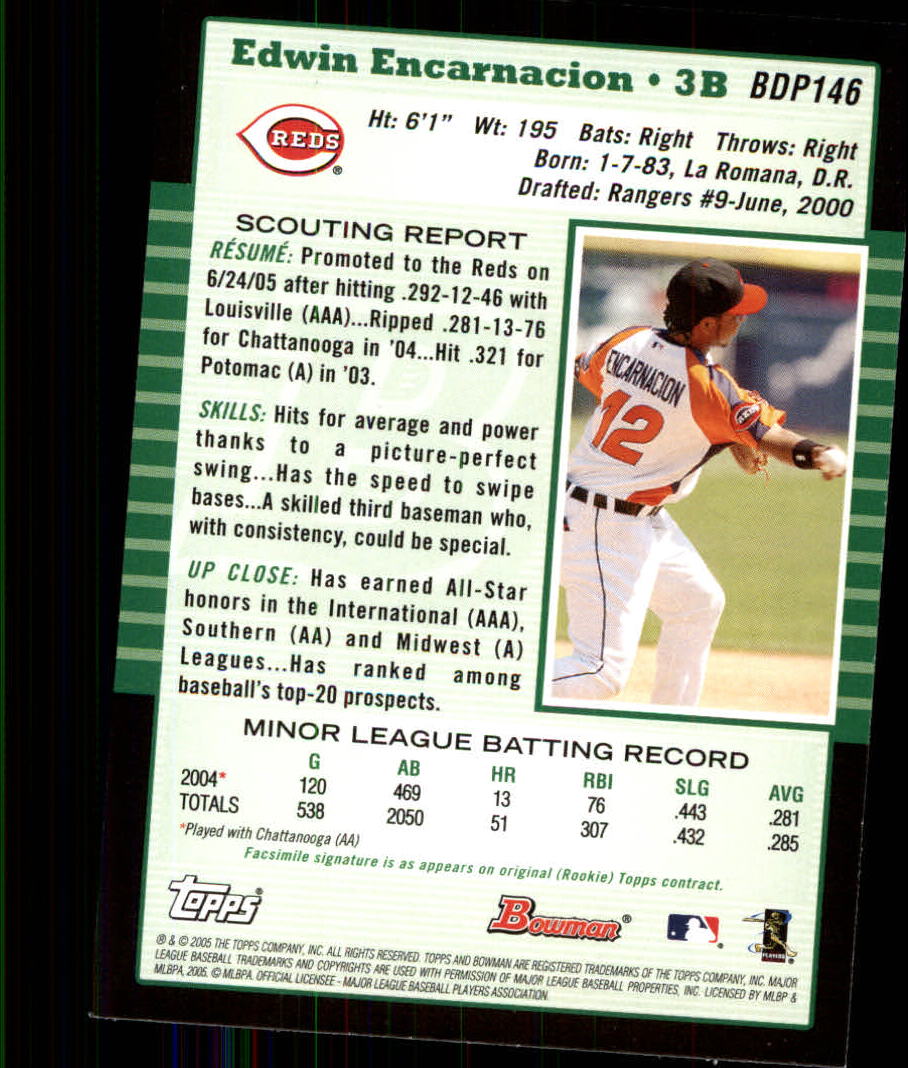 Edwin Encarnacion • 3B BDP146
REDS ®
Ht: 6'1" Wt: 195 Bats: Right Throws: Right
Born: 1-7-83, La Romana, D.R.
Drafted: Rangers #9-June, 2000
SCOUTING REPORT
RÉSUMÉ: Promoted to the Reds on
6/24/05 after hitting .292-12-46 with
Louisville (AAA)...Ripped .281-13-76
for Chattanooga in '04...Hit .321 for
Potomac (A) in '03.
SKILLS: Hits for average and power
thanks to a picture-perfect
swing...Has the speed to swipe
bases...A skilled third baseman who,
with consistency, could be special.
UP CLOSE: Has earned All-Star
honors in the International (AAA),
Southern (AA) and Midwest (A)
Leagues...Has ranked among
baseball's top-20 prospects.
ENCARNACION
12
REDS
MINOR LEAGUE BATTING RECORD
G AB HR RBI SLG AVG
2004* 120 469 13 76 .443 .281
TOTALS 538 2050 51 307 .432 .285
*Played with Chattanooga (AA)
Facsimile signature is as appears on original (Rookie) Topps contract.
Topps® Bowman® PLAYERS
® & © 2005 THE TOPPS COMPANY, INC. ALL RIGHTS RESERVED. TOPPS AND BOWMAN ARE REGISTERED TRADEMARKS OF THE TOPPS COMPANY, INC. MAJOR
LEAGUE BASEBALL TRADEMARKS AND COPYRIGHTS ARE USED WITH PERMISSION OF MAJOR LEAGUE BASEBALL PROPERTIES, INC. LICENSED BY MLBP &
MLBPA, 2005. © MLBPA. OFFICIAL LICENSEE - MAJOR LEAGUE BASEBALL PLAYERS ASSOCIATION.